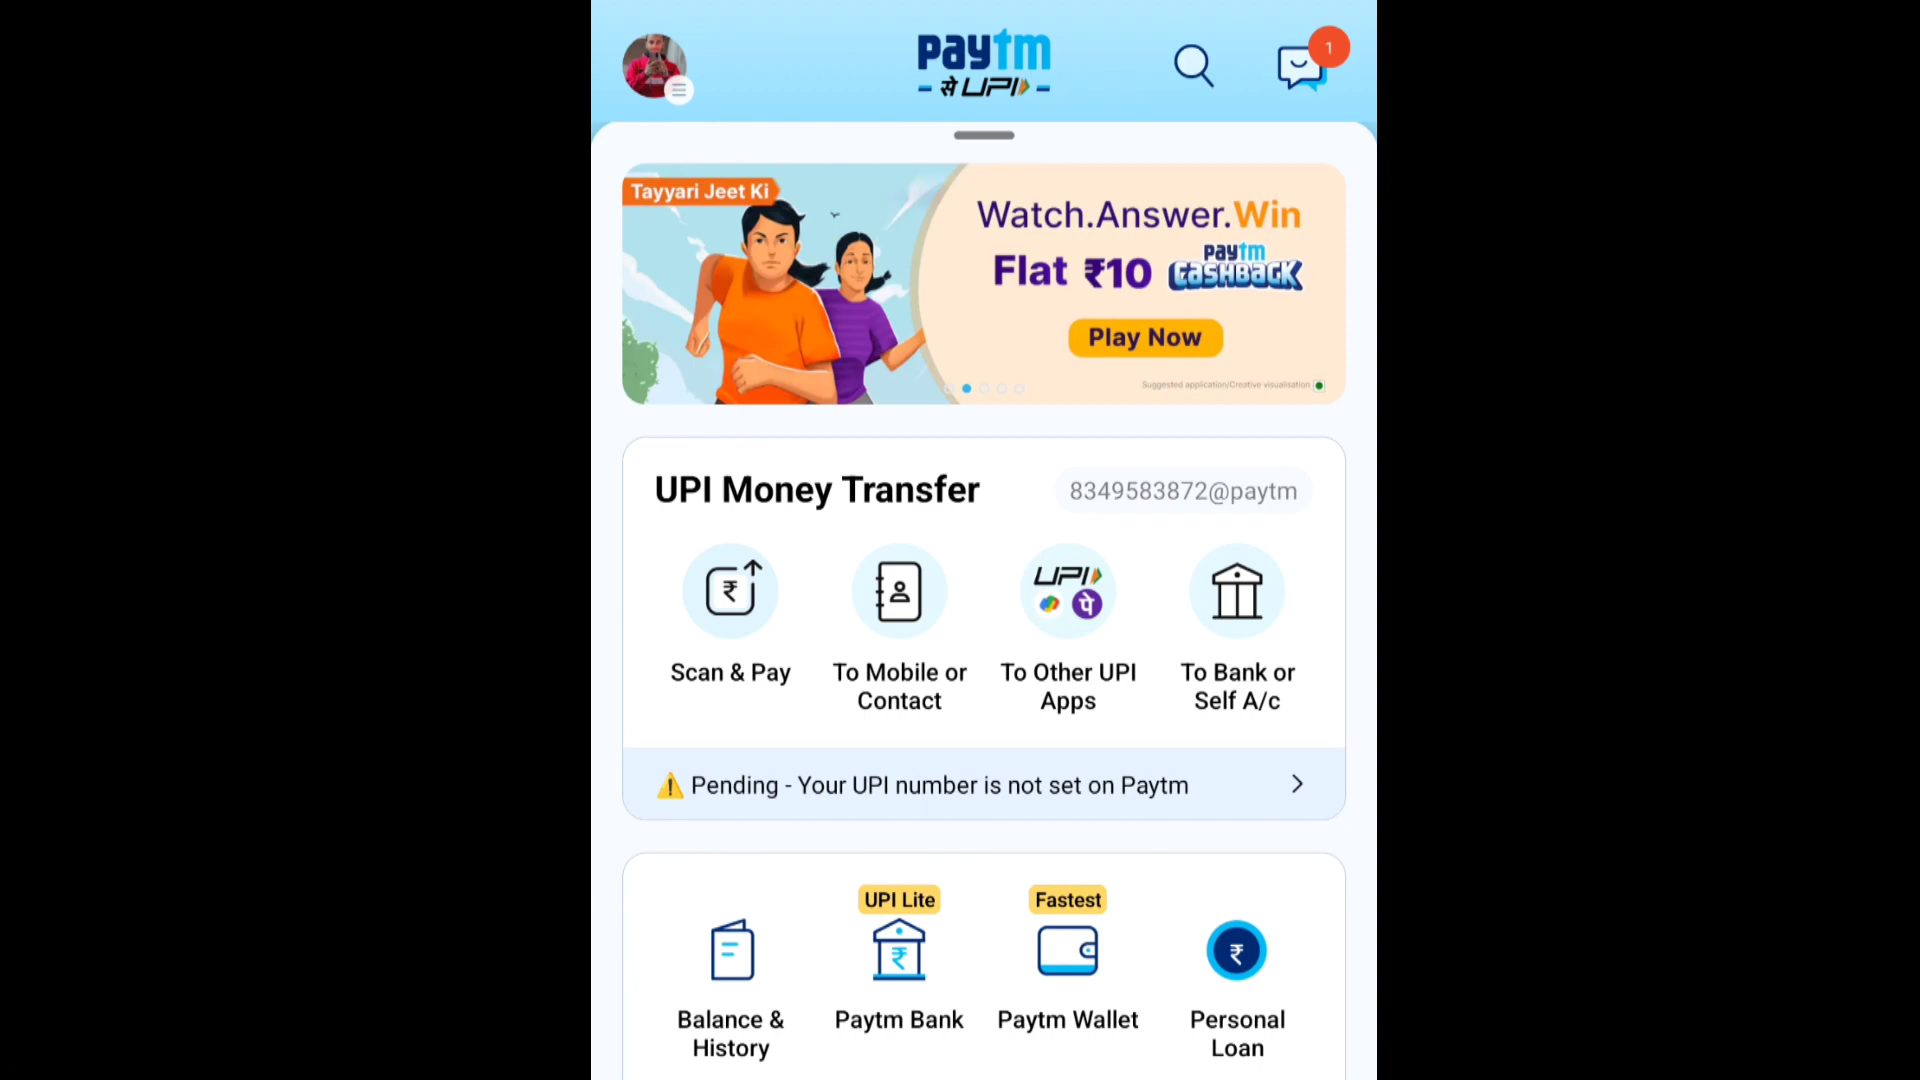 paytm
से UPI
1
Tayyari Jeet Ki
Watch.Answer.Win
Flat ₹10 paytm CASHBACK
Play Now
Suggested application/Creative visualisation
UPI Money Transfer
8349583872@paytm
₹
UPI
पे
Scan & Pay
To Mobile or Contact
To Other UPI Apps
To Bank or Self A/c
⚠ Pending - Your UPI number is not set on Paytm
UPI Lite
Fastest
₹
₹
Balance & History
Paytm Bank
Paytm Wallet
Personal Loan